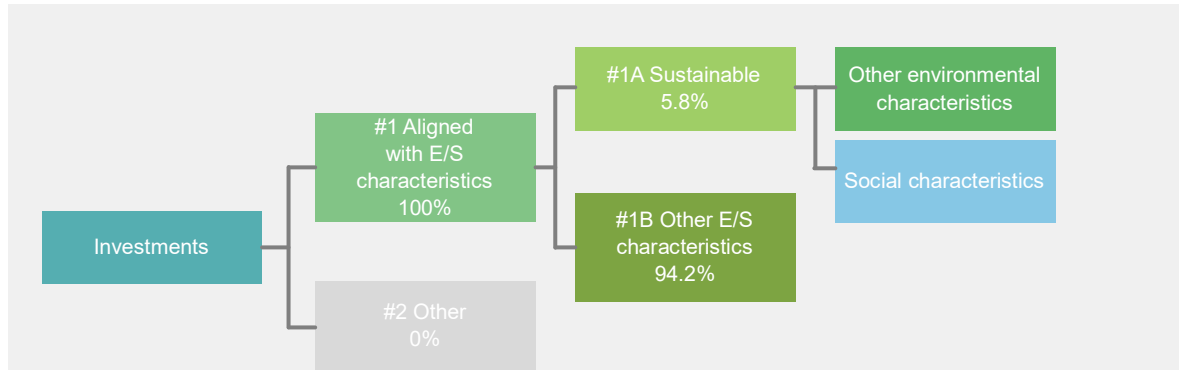 Investments
#1 Aligned
with E/S
characteristics
100%
#2 Other
0%
#1A Sustainable
5.8%
#1B Other E/S
characteristics
94.2%
Other environmental
characteristics
Social characteristics